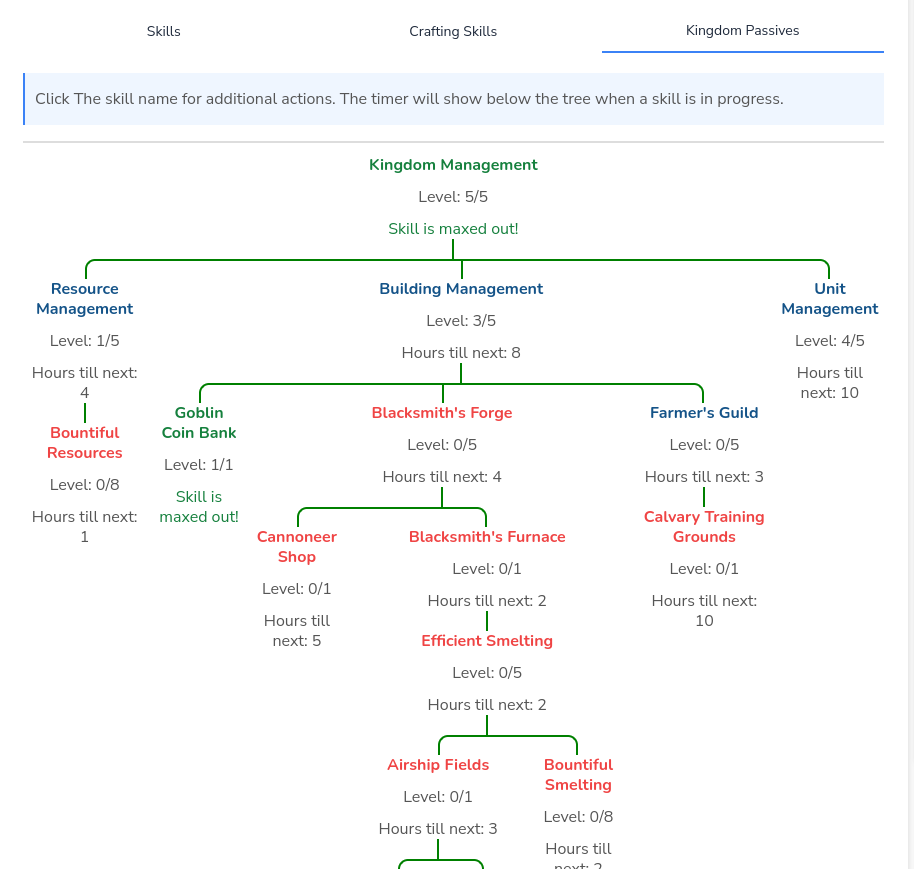 Skills
Crafting Skills
Kingdom Passives
Click The skill name for additional actions. The timer will show below the tree when a skill is in progress.
Kingdom Management
Level: 5/5
Skill is maxed out!
Resource
Management
Level: 1/5
Hours till next:
4
Bountiful
Resources
Level: 0/8
Hours till next:
1
Building Management
Level: 3/5
Hours till next: 8
Goblin
Coin Bank
Level: 1/1
Skill is
maxed out!
Blacksmith's Forge
Level: 0/5
Hours till next: 4
Cannoneer
Shop
Level: 0/1
Hours till
next: 5
Blacksmith's Furnace
Level: 0/1
Hours till next: 2
Efficient Smelting
Level: 0/5
Hours till next: 2
Airship Fields
Level: 0/1
Hours till next: 3
Bountiful
Smelting
Level: 0/8
Hours till
next: 2
Farmer's Guild
Level: 0/5
Hours till next: 3
Calvary Training
Grounds
Level: 0/1
Hours till next:
10
Unit
Management
Level: 4/5
Hours till
next: 10